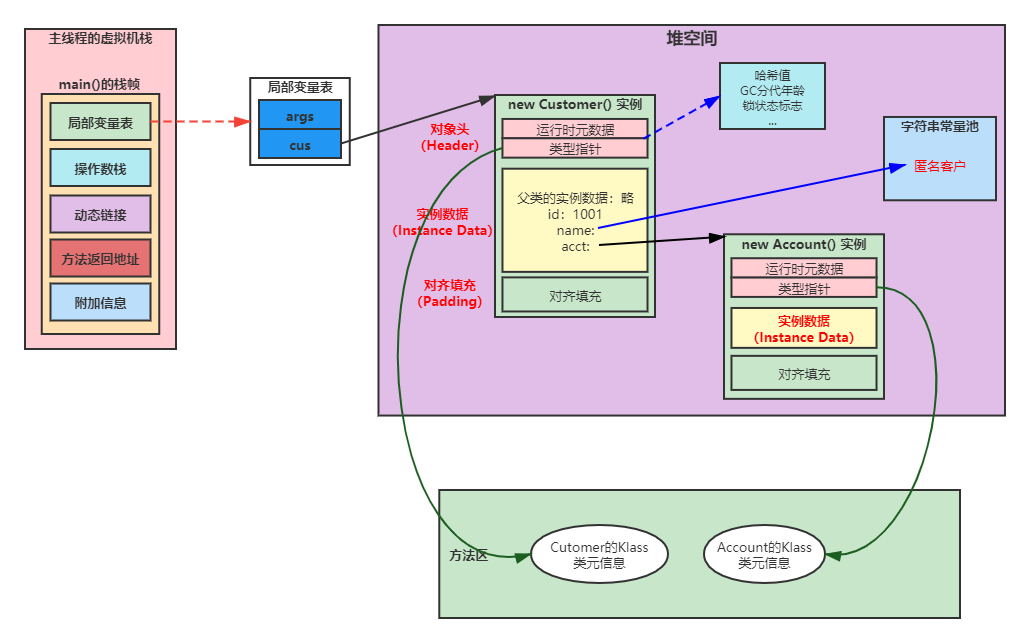 主线程的虚拟机栈
main()的栈帧
局部变量表
操作数栈
动态链接
方法返回地址
附加信息
局部变量表
args
cus
堆空间
new Customer() 实例
对象头
（Header）
运行时元数据
类型指针
实例数据
（Instance Data）
父类的实例数据：略
id：1001
name:
acct:
对齐填充
（Padding）
对齐填充
哈希值
GC分代年龄
锁状态标志
...
字符串常量池
匿名客户
new Account() 实例
运行时元数据
类型指针
实例数据
（Instance Data）
对齐填充
方法区
Cutomer的Klass
类元信息
Account的Klass
类元信息